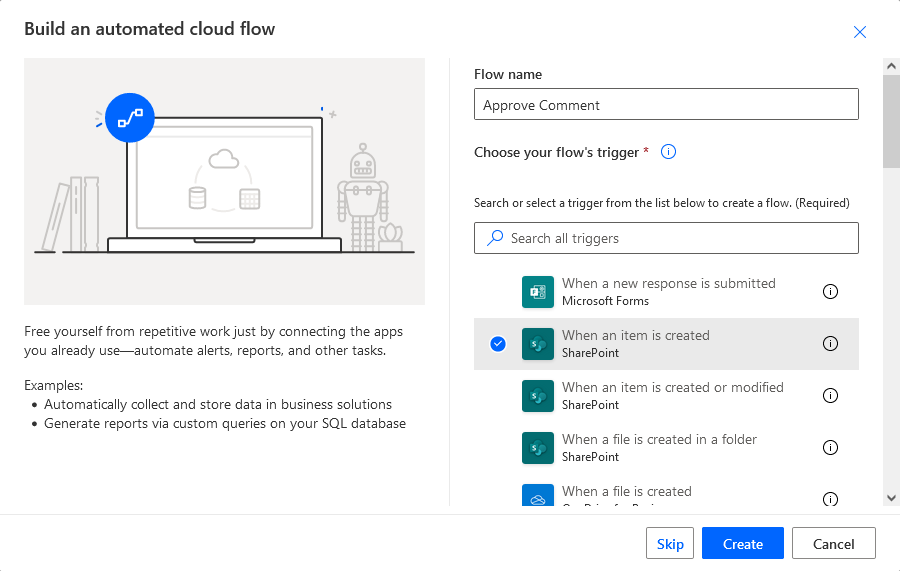 Build an automated cloud flow
Free yourself from repetitive work just by connecting the apps
you already use—automate alerts, reports, and other tasks.
Examples:
• Automatically collect and store data in business solutions
• Generate reports via custom queries on your SQL database
Flow name
Approve Comment
Choose your flow's trigger *
Search or select a trigger from the list below to create a flow. (Required)
Search all triggers
When a new response is submitted
Microsoft Forms
When an item is created
SharePoint
When an item is created or modified
SharePoint
When a file is created in a folder
SharePoint
When a file is created
Skip
Create
Cancel